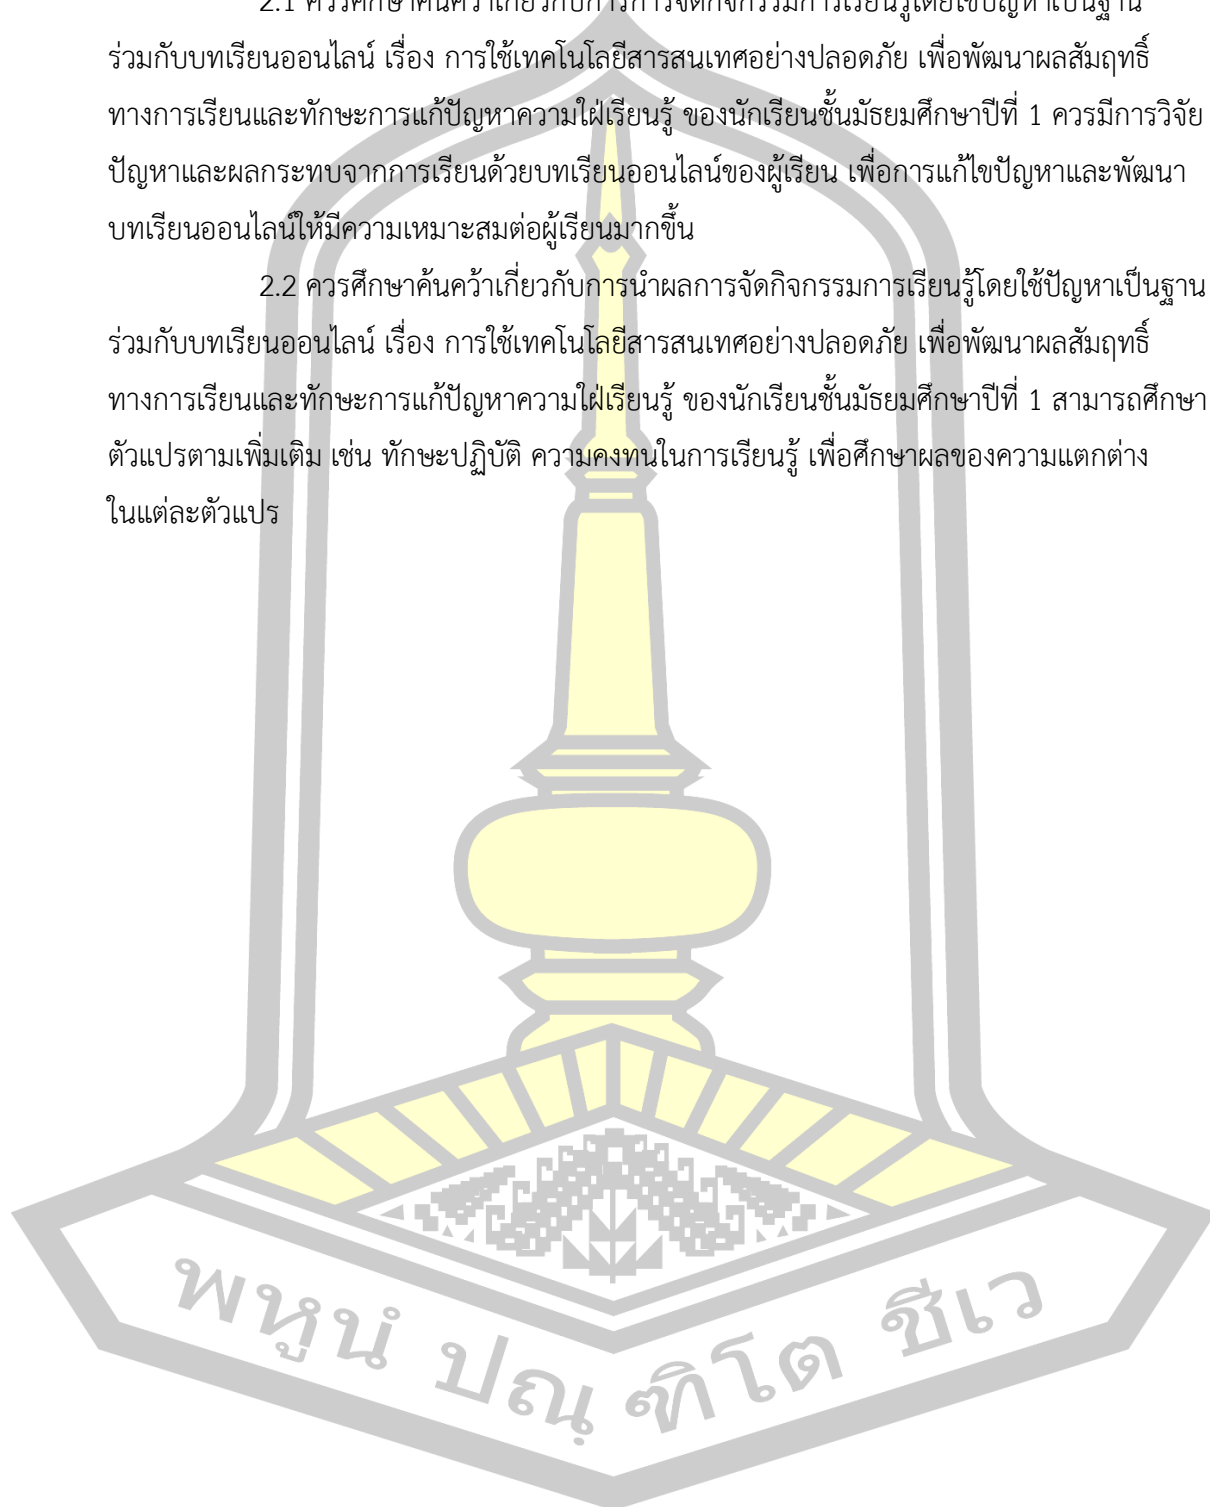 2.1 ควรศึกษาค้นคว้าเกี่ยวกับการการจัดกิจกรรมการเรียนรู้โดยใช้ปัญหาเป็นฐาน
ร่วมกับบทเรียนออนไลน์ เรื่อง การใช้เทคโนโลยีสารสนเทศอย่างปลอดภัย เพื่อพัฒนาผลสัมฤทธิ์
ทางการเรียนและทักษะการแก้ปัญหาความใฝ่เรียนรู้ ของนักเรียนชั้นมัธยมศึกษาปีที่ 1 ควรมีการวิจัย
ปัญหาและผลกระทบจากการเรียนด้วยบทเรียนออนไลน์ของผู้เรียน เพื่อการแก้ไขปัญหาและพัฒนา
บทเรียนออนไลน์ให้มีความเหมาะสมต่อผู้เรียนมากขึ้น
2.2 ควรศึกษาค้นคว้าเกี่ยวกับการนำผลการจัดกิจกรรมการเรียนรู้โดยใช้ปัญหาเป็นฐาน
ร่วมกับบทเรียนออนไลน์ เรื่อง การใช้เทคโนโลยีสารสนเทศอย่างปลอดภัย เพื่อพัฒนาผลสัมฤทธิ์
ทางการเรียนและทักษะการแก้ปัญหาความใฝ่เรียนรู้ ของนักเรียนชั้นมัธยมศึกษาปีที่ 1 สามารถศึกษา
ตัวแปรตามเพิ่มเติม เช่น ทักษะปฏิบัติ ความคงทนในการเรียนรู้ เพื่อศึกษาผลของความแตกต่าง
ในแต่ละตัวแปร
พหูนํ ปณฺฑิโต ชีเว